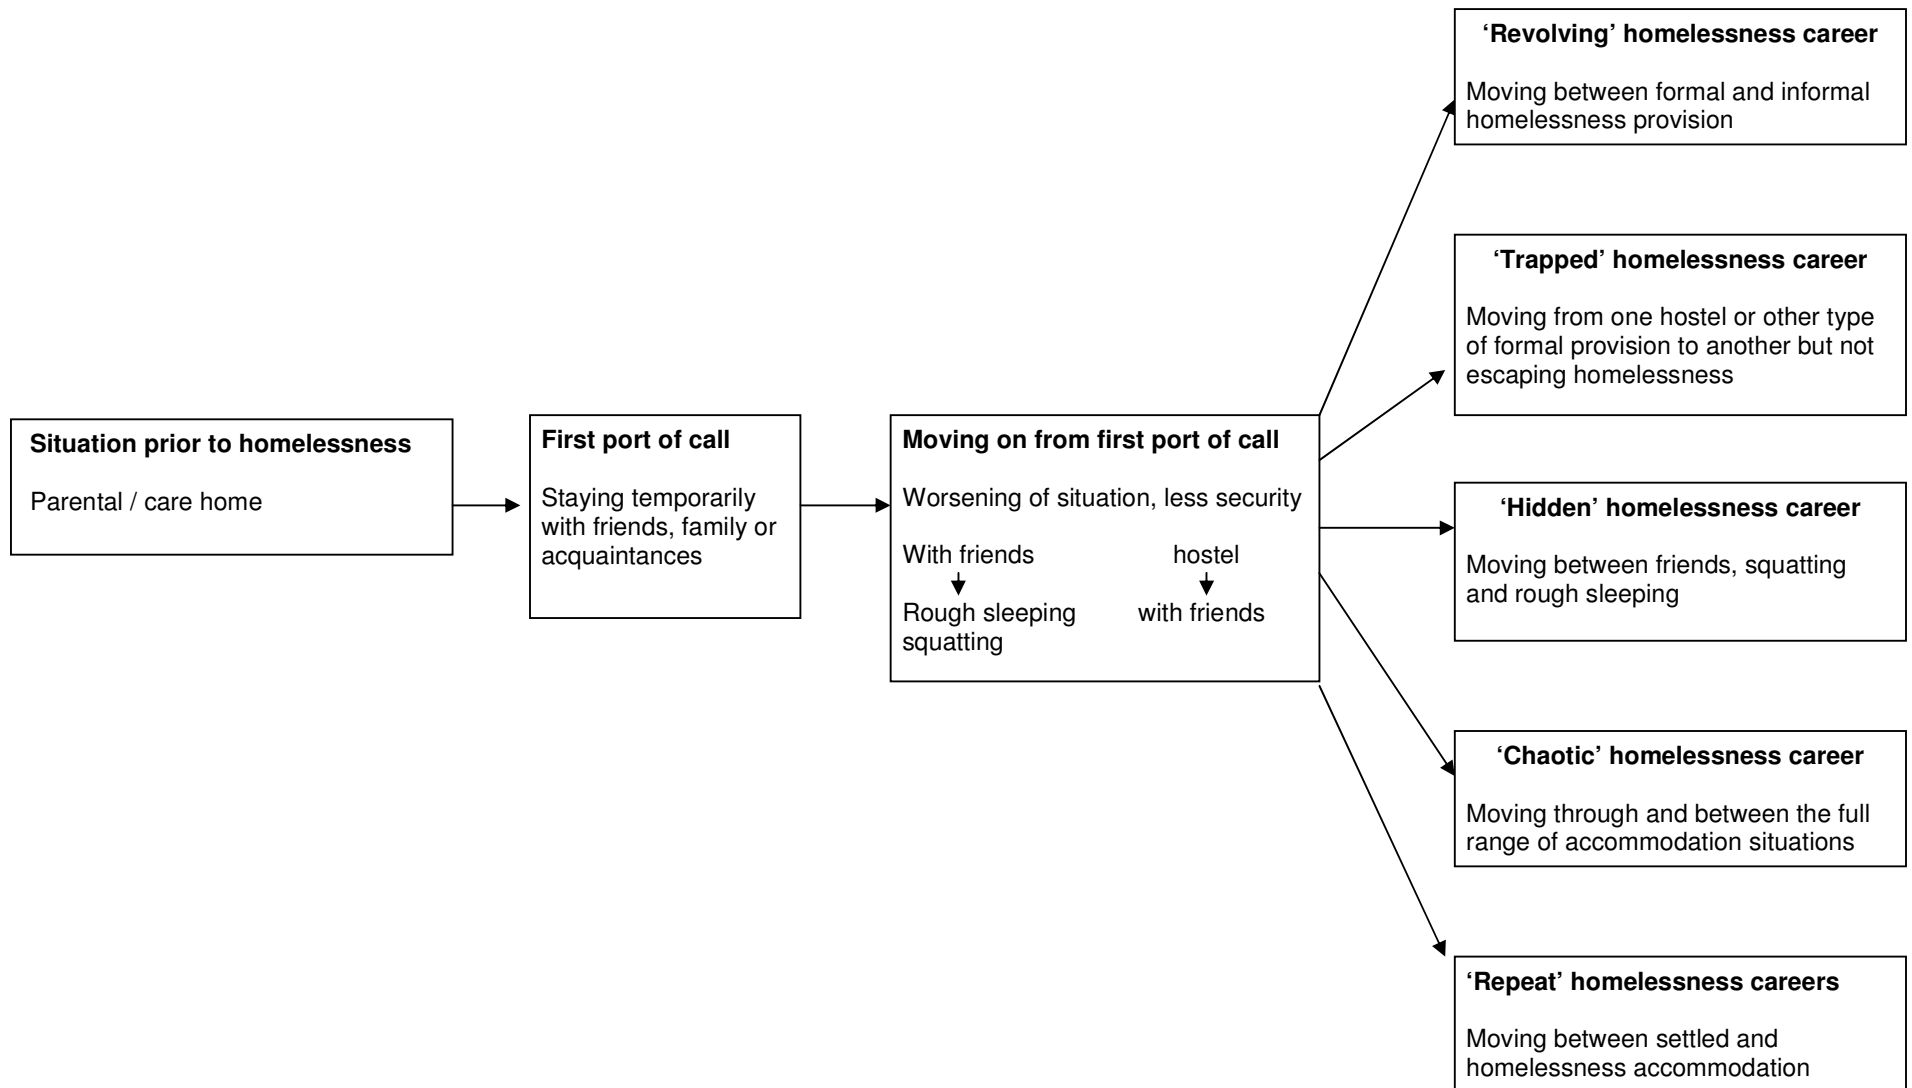 Situation prior to homelessness
Parental / care home
First port of call
Staying temporarily
with friends, family or
acquaintances
Moving on from first port of call
Worsening of situation, less security
With friends
hostel
Rough sleeping
squatting
with friends
‘Revolving’ homelessness career
Moving between formal and informal
homelessness provision
‘Trapped’ homelessness career
Moving from one hostel or other type
of formal provision to another but not
escaping homelessness
‘Hidden’ homelessness career
Moving between friends, squatting
and rough sleeping
‘Chaotic’ homelessness career
Moving through and between the full
range of accommodation situations
‘Repeat’ homelessness careers
Moving between settled and
homelessness accommodation